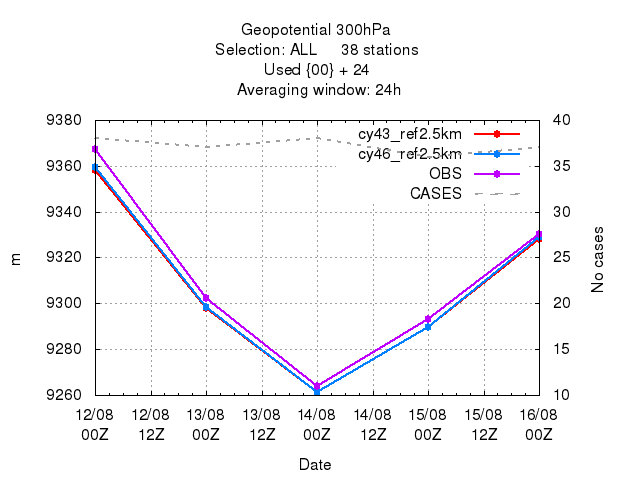 Geopotential 300hPa
Selection: ALL 38 stations
Used {00} + 24
Averaging window: 24h
9380 40
cy43_ref2.5km
cy46_ref2.5km
9360 35
OBS
CASES
9340 30
9320 25
m
No cases
9300 20
9280 15
9260 10
12/08 12/08 13/08 13/08 14/08 14/08 15/08 15/08 16/08
00Z 12Z 00Z 12Z 00Z 12Z 00Z 12Z 00Z
Date